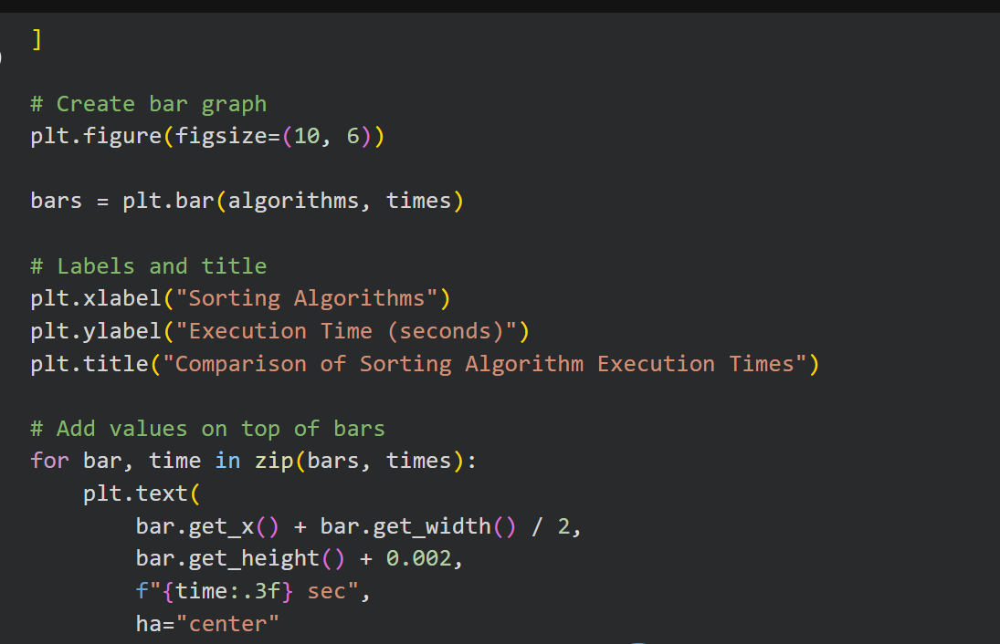 ]
# Create bar graph
plt.figure(figsize=(10, 6))
bars = plt.bar(algorithms, times)
# Labels and title
plt.xlabel("Sorting Algorithms")
plt.ylabel("Execution Time (seconds)")
plt.title("Comparison of Sorting Algorithm Execution Times")
# Add values on top of bars
for bar, time in zip(bars, times):
    plt.text(
        bar.get_x() + bar.get_width() / 2,
        bar.get_height() + 0.002,
        f"{time:.3f} sec",
        ha="center"